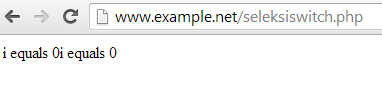 www.example.net/seleksiswitch.php
i equals 0i equals 0